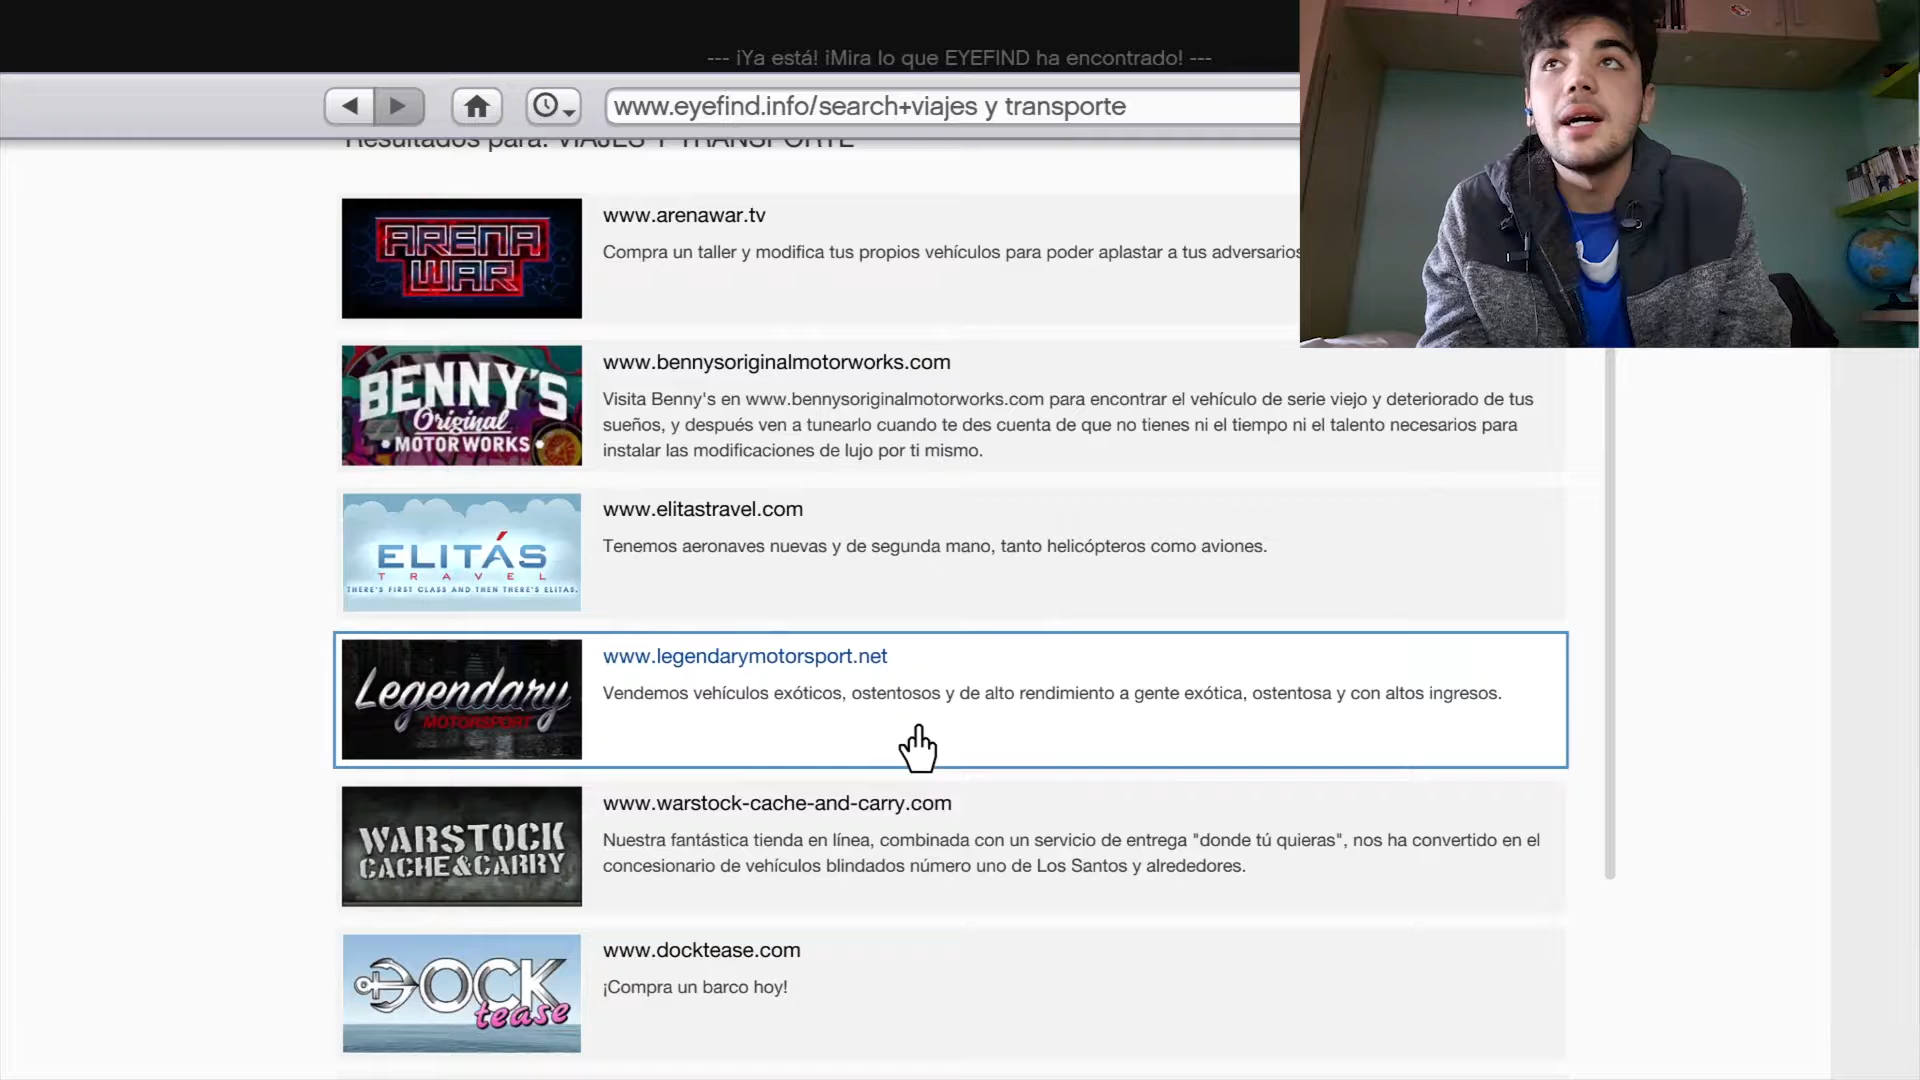 --- ¡Ya está! ¡Mira lo que EYEFIND ha encontrado! ---
www.eyefind.info/search+viajes y transporte
Resultados para: VIAJES Y TRANSPORTE
ARENA
WAR
www.arenawar.tv
Compra un taller y modifica tus propios vehículos para poder aplastar a tus adversarios
BENNY'S
Original
MOTOR WORKS
www.bennysoriginalmotorworks.com
Visita Benny's en www.bennysoriginalmotorworks.com para encontrar el vehículo de serie viejo y deteriorado de tus
sueños, y después ven a tunearlo cuando te des cuenta de que no tienes ni el tiempo ni el talento necesarios para
instalar las modificaciones de lujo por ti mismo.
ELITÁS
TRAVEL
THERE'S FIRST CLASS AND THEN THERE'S ELITAS.
www.elitastravel.com
Tenemos aeronaves nuevas y de segunda mano, tanto helicópteros como aviones.
Legendary
MOTORSPORT
www.legendarymotorsport.net
Vendemos vehículos exóticos, ostentosos y de alto rendimiento a gente exótica, ostentosa y con altos ingresos.
WARSTOCK
CACHE&CARRY
www.warstock-cache-and-carry.com
Nuestra fantástica tienda en línea, combinada con un servicio de entrega "donde tú quieras", nos ha convertido en el
concesionario de vehículos blindados número uno de Los Santos y alrededores.
DOCK
tease
www.docktease.com
¡Compra un barco hoy!